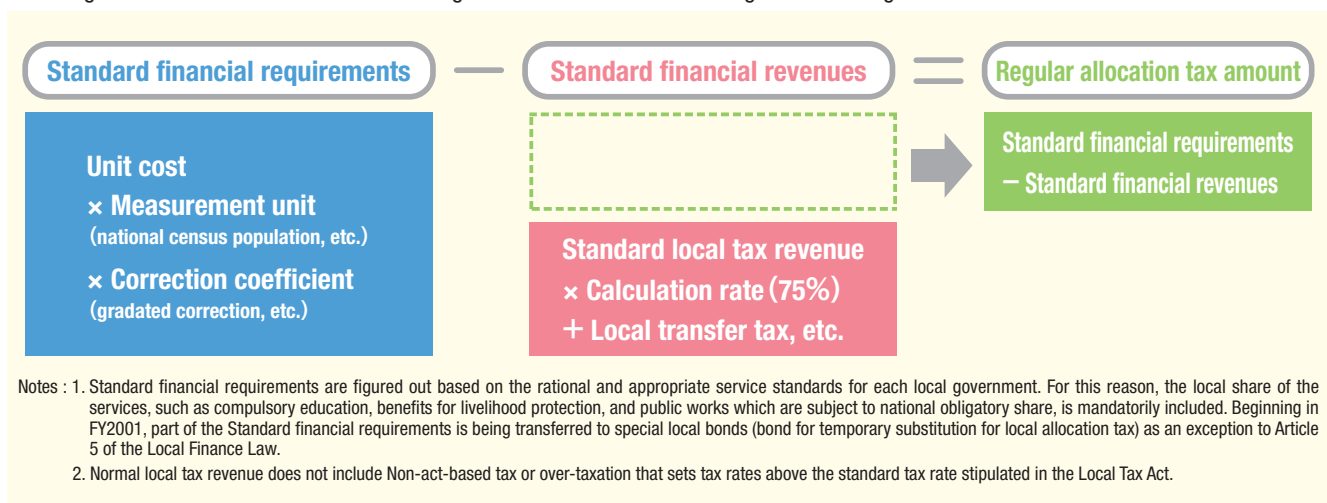 Standard financial requirements — Standard financial revenues = Regular allocation tax amount
Unit cost
× Measurement unit
(national census population, etc.)
× Correction coefficient
(gradated correction, etc.)
Standard local tax revenue
× Calculation rate (75%)
+ Local transfer tax, etc.
Standard financial requirements
− Standard financial revenues
Notes : 1. Standard financial requirements are figured out based on the rational and appropriate service standards for each local government. For this reason, the local share of the
services, such as compulsory education, benefits for livelihood protection, and public works which are subject to national obligatory share, is mandatorily included. Beginning in
FY2001, part of the Standard financial requirements is being transferred to special local bonds (bond for temporary substitution for local allocation tax) as an exception to Article
5 of the Local Finance Law.
2. Normal local tax revenue does not include Non-act-based tax or over-taxation that sets tax rates above the standard tax rate stipulated in the Local Tax Act.